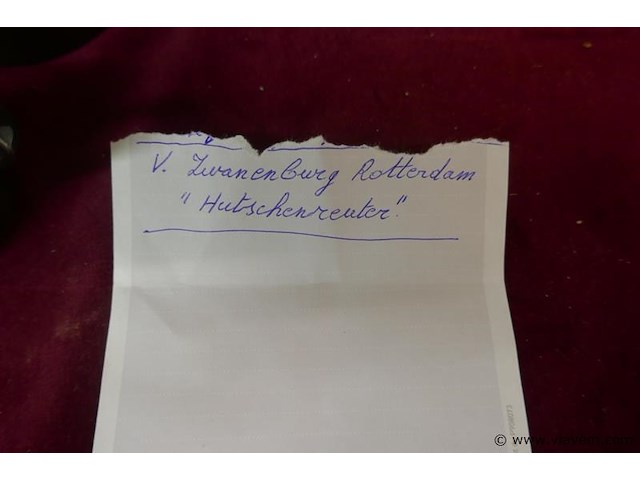 V. Zwanenburg Rotterdam
"Hutschenreuter."